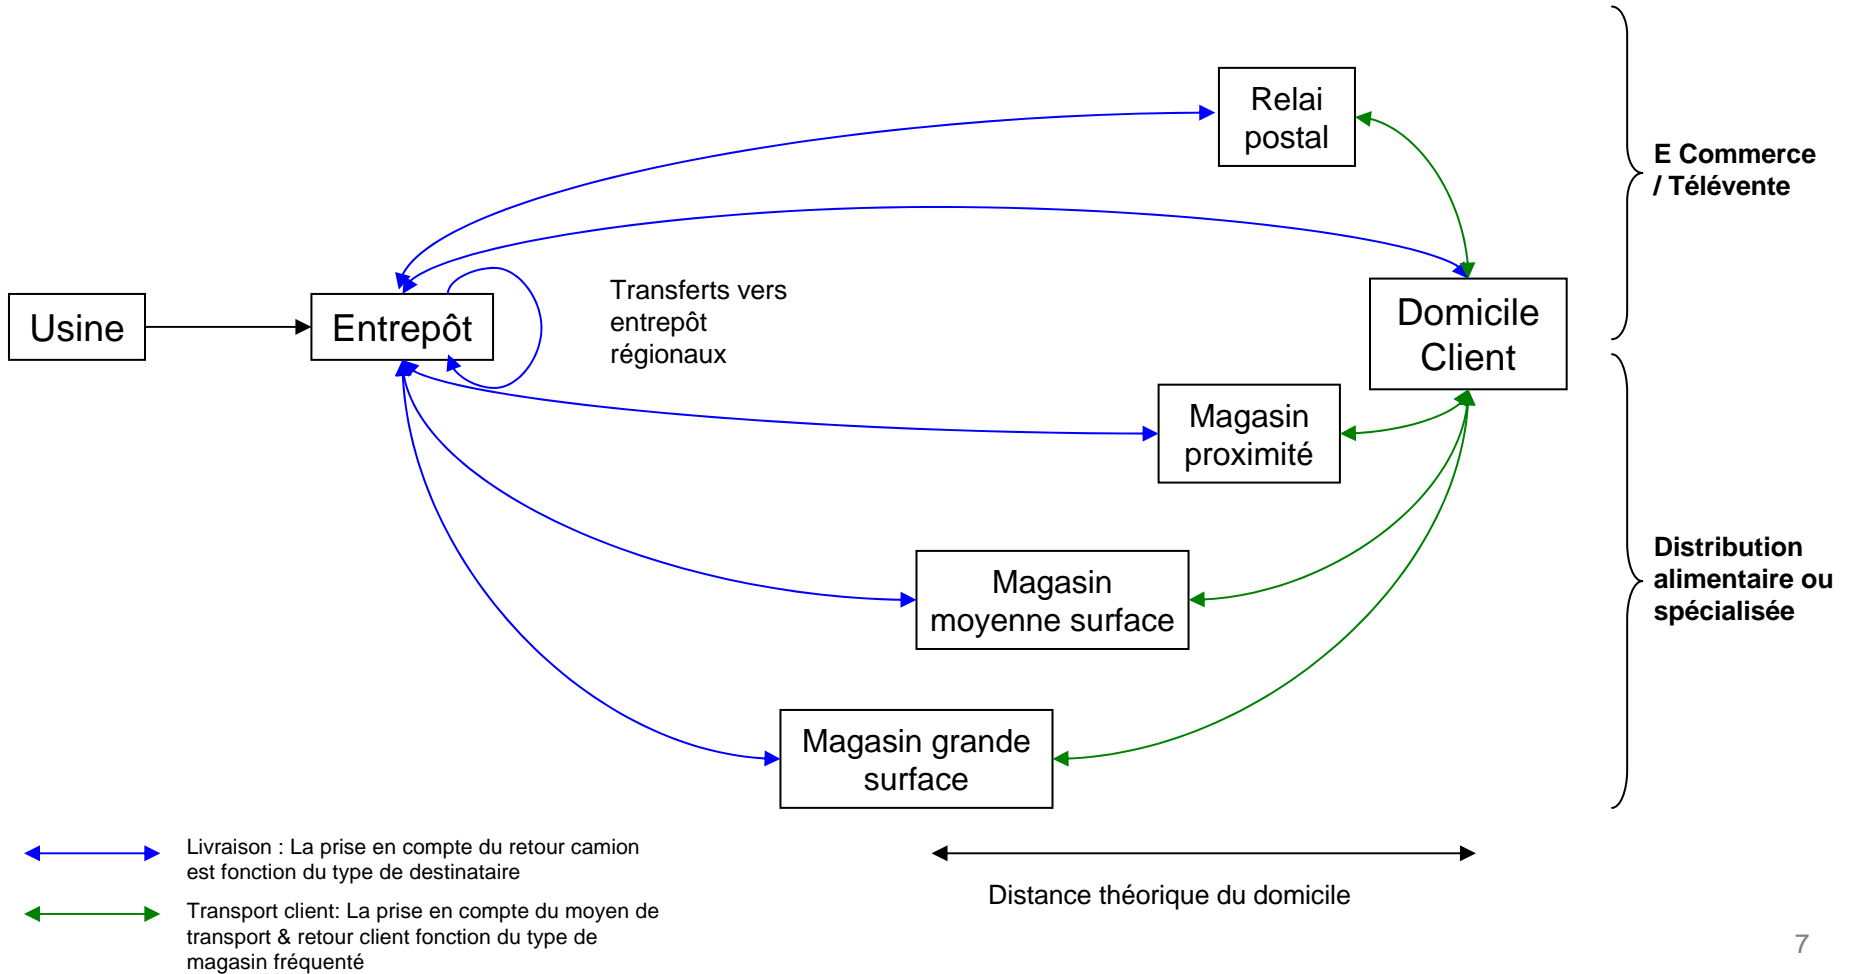 Relai
postal
E Commerce
/ Télévente
Usine
Entrepôt
Transferts vers
entrepôt
régionaux
Domicile
Client
Magasin
proximité
Magasin
moyenne surface
Distribution
alimentaire ou
spécialisée
Magasin grande
surface
Livraison : La prise en compte du retour camion
est fonction du type de destinataire
Distance théorique du domicile
Transport client: La prise en compte du moyen de
transport & retour client fonction du type de
magasin fréquenté
7